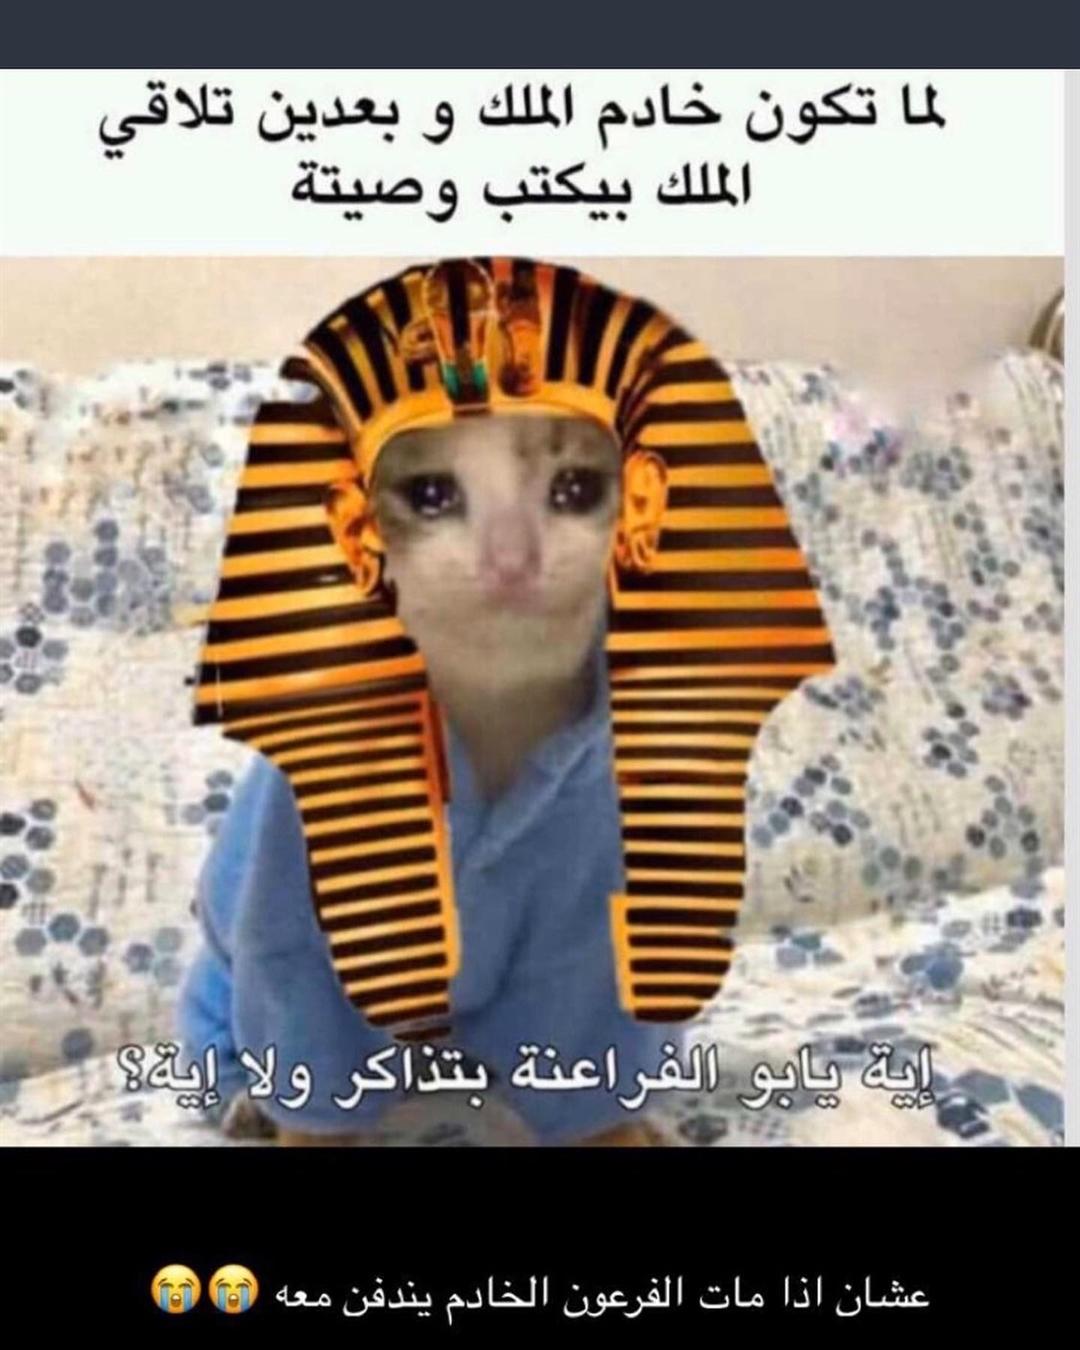 لما تكون خادم الملك و بعدين تلاقي
الملك بيكتب وصيتة
إية يابو الفراعنة بتذاكر ولا إية؟
عشان اذا مات الفرعون الخادم يندفن معه 😭😭